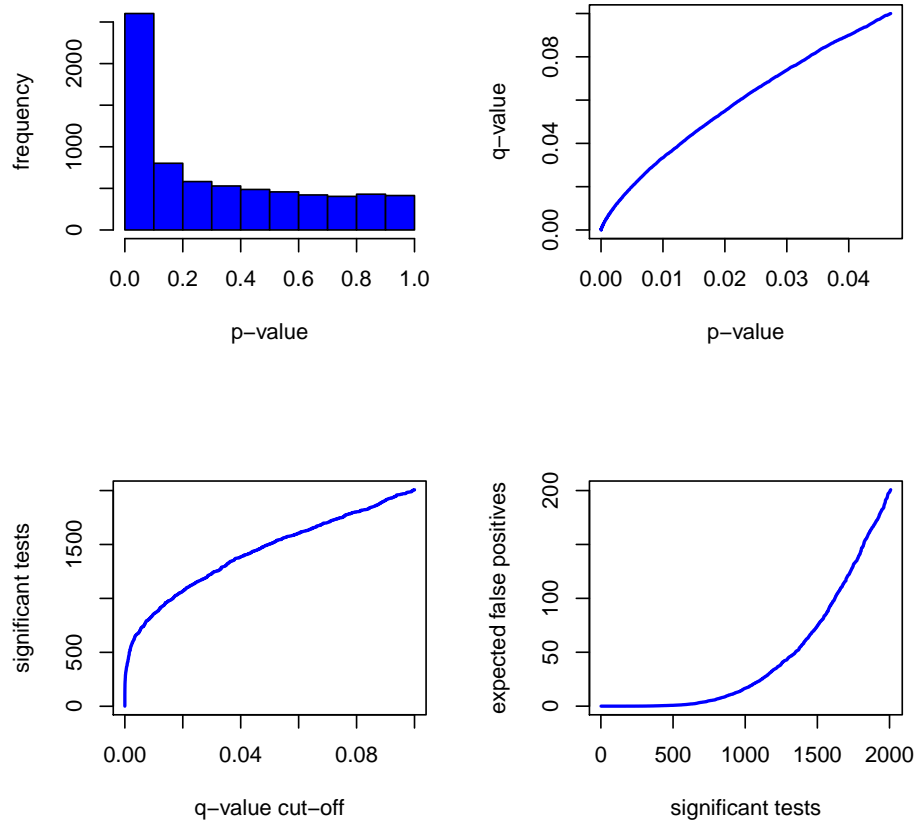 frequency
0
1000
2000
0.0 0.2 0.4 0.6 0.8 1.0
p−value
q−value
0.00
0.04
0.08
0.00 0.01 0.02 0.03 0.04
p−value
significant tests
0
500
1500
0.00 0.04 0.08
q−value cut−off
expected false positives
0
50
100
200
0 500 1000 1500 2000
significant tests